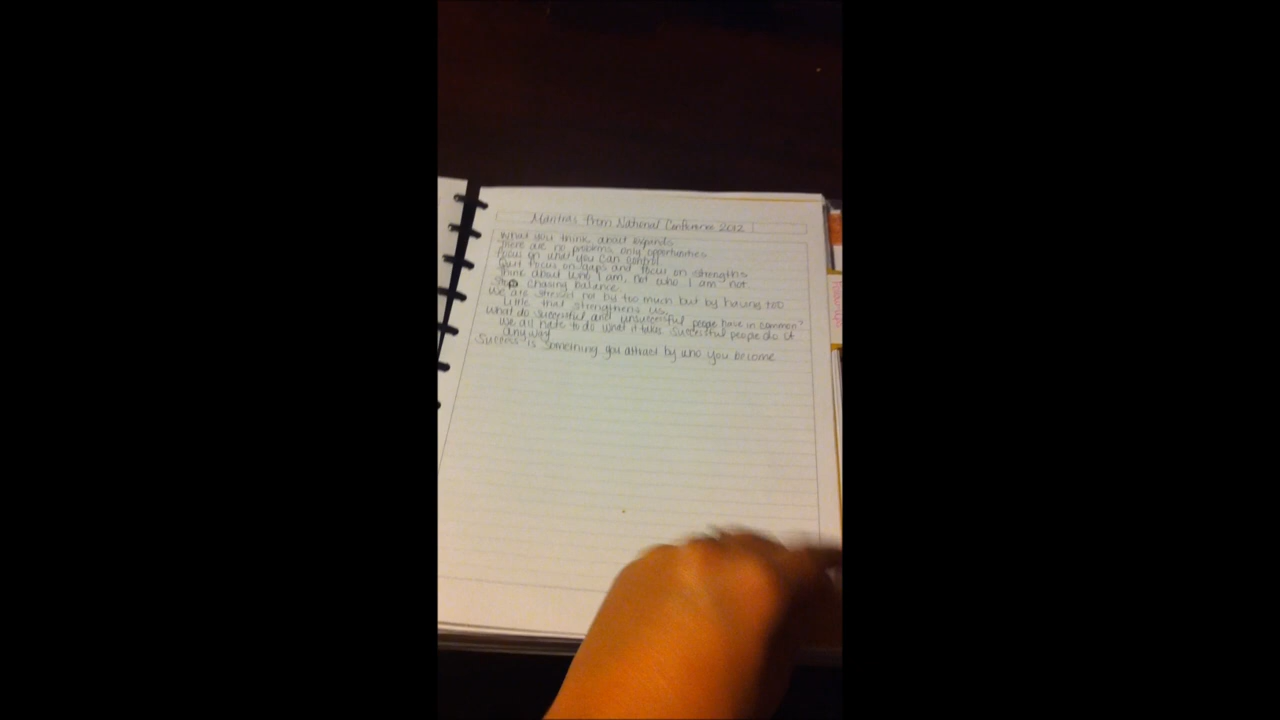 Mantras from National Conference 2012
What you think about expands
There are no problems only opportunities
Focus on what you can control.
Quit focus on gaps and focus on strengths
Think about who I am, not who I am not
Stop chasing balance.
We are stressed not by too much but by having too
little that strengthens us.
What do successful and unsuccessful people have in common?
We all hate to do what it takes successful people do it
anyway
Success is something you attract by who you become